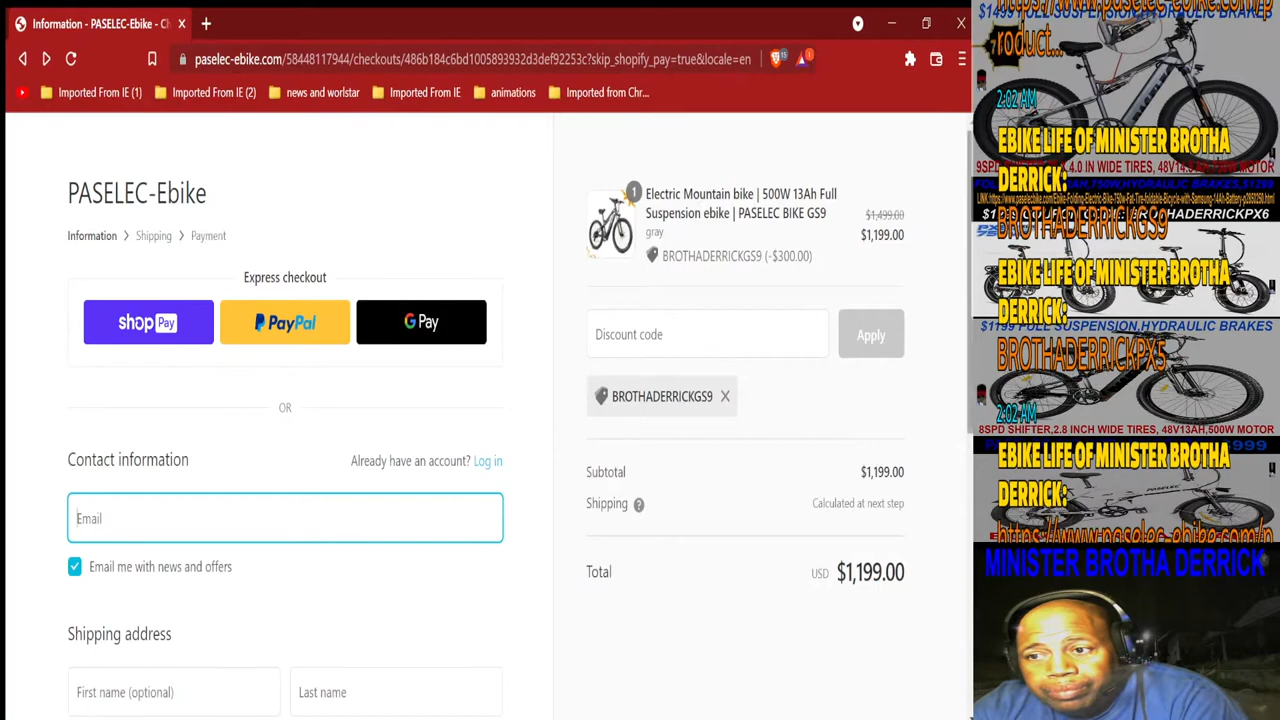 Information - PASELEC-Ebike - Ch
paselec-ebike.com/58448117944/checkouts/486b184c6bd1005893932d3def92253c?skip_shopify_pay=true&locale=en
15
1
Imported From IE (1)
Imported From IE (2)
news and worlstar
Imported From IE
animations
Imported from Chr...
PASELEC-Ebike
Information > Shipping > Payment
Express checkout
shop Pay
PayPal
G Pay
OR
Contact information
Already have an account? Log in
Email
Email me with news and offers
Shipping address
First name (optional)
Last name
1
Electric Mountain bike | 500W 13Ah Full
Suspension ebike | PASELEC BIKE GS9
gray
BROTHADERRICKGS9 (-$300.00)
$1,499.00
$1,199.00
Discount code
Apply
BROTHADERRICKGS9
Subtotal
$1,199.00
Shipping
Calculated at next step
Total
USD $1,199.00
roduct...
2:02 AM
EBIKE LIFE OF MINISTER BROTHA
DERRICK:
BROTHADERRICKGS9
EBIKE LIFE OF MINISTER BROTHA
DERRICK:
$1199 FULL SUSPENSION,HYDRAULIC BRAKES
BROTHADERRICKPX5
2:02 AM
8SPD SHIFTER,2.8 INCH WIDE TIRES, 48V13AH,500W MOTOR
EBIKE LIFE OF MINISTER BROTHA
DERRICK:
MINISTER BROTHA DERRICK